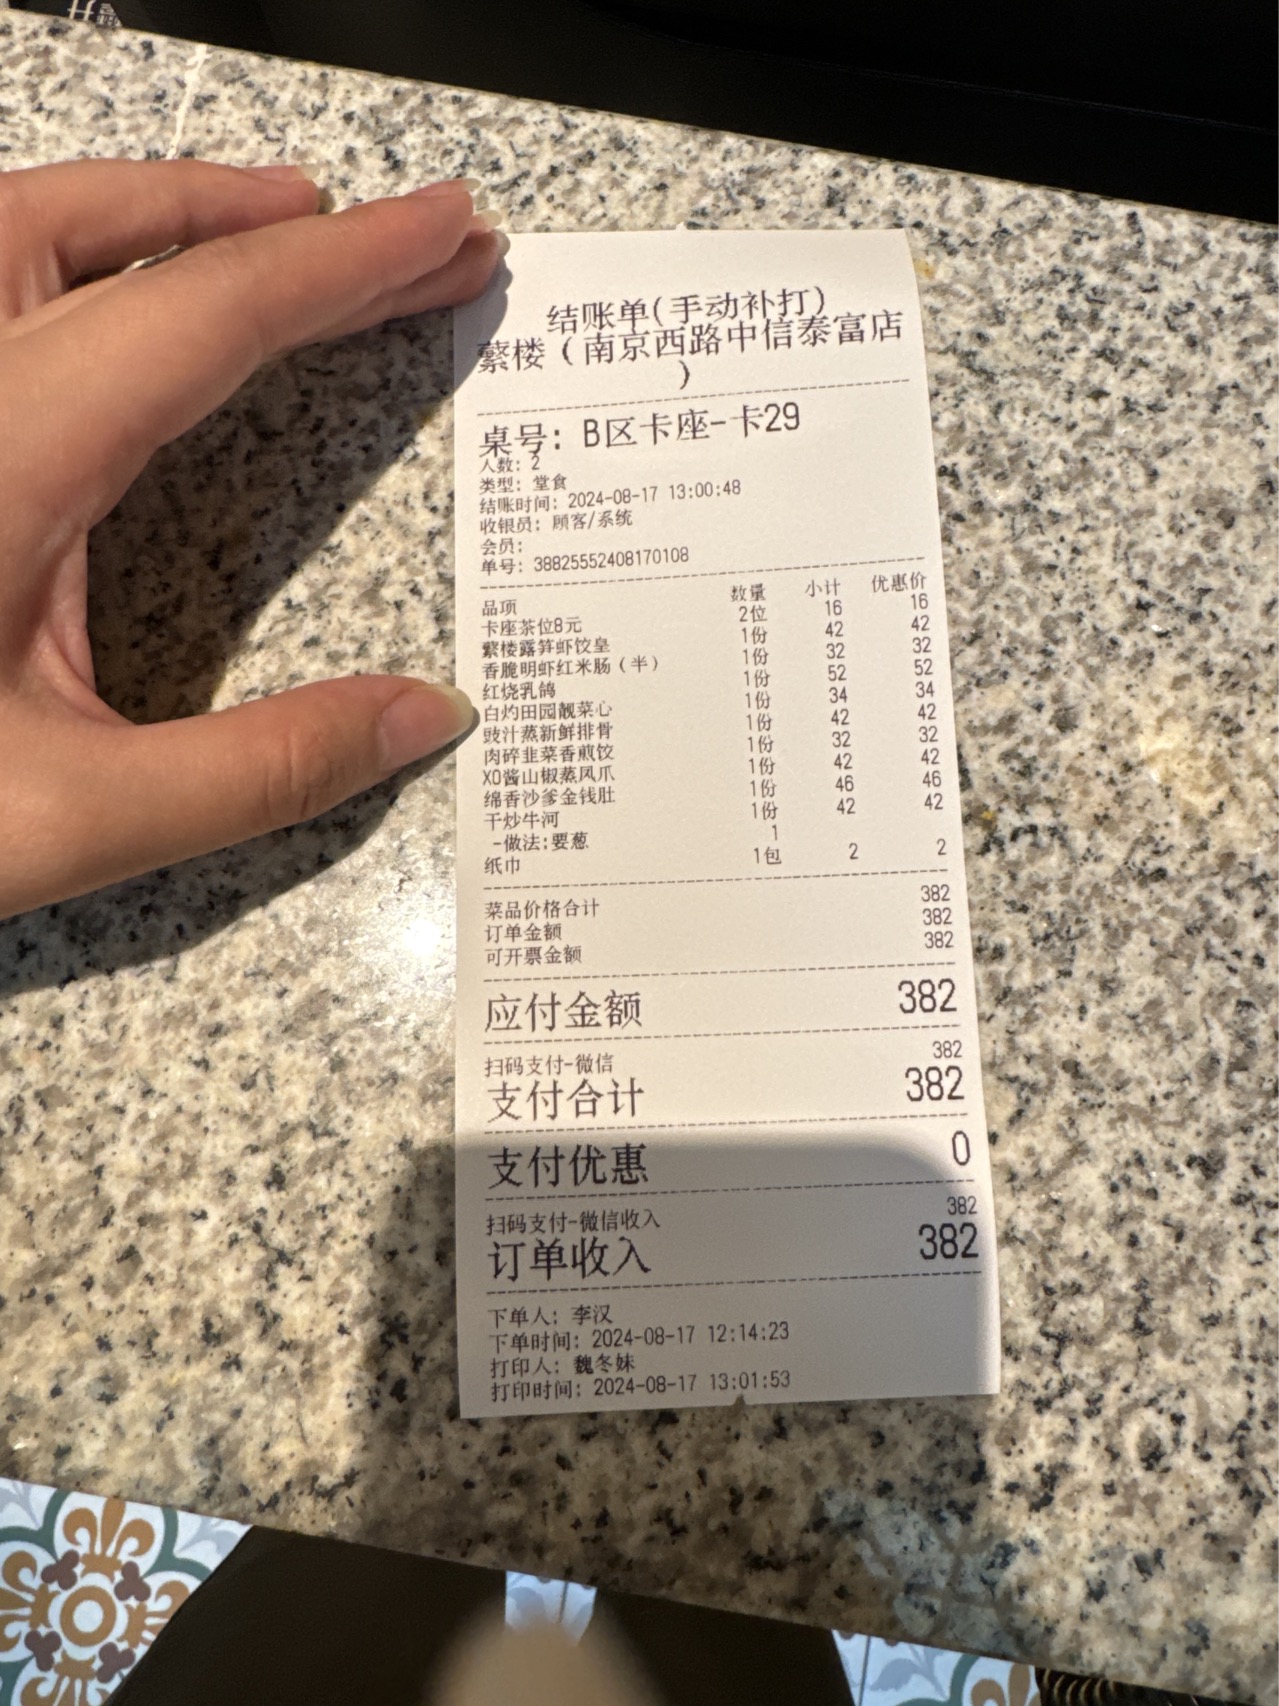 结账单(手动补打)
蘩楼（南京西路中信泰富店
）
桌号: B区卡座-卡29
人数: 2
类型: 堂食
结账时间: 2024-08-17 13:00:48
收银员: 顾客/系统
会员:
单号: 38825552408170108
品项 数量 小计 优惠价
卡座茶位8元 2位 16 16
蘩楼露笋虾饺皇 1份 42 42
香脆明虾红米肠（半） 1份 32 32
红烧乳鸽 1份 52 52
白灼田园靓菜心 1份 34 34
豉汁蒸新鲜排骨 1份 42 42
肉碎韭菜香煎饺 1份 32 32
XO酱山椒蒸凤爪 1份 42 42
绵香沙爹金钱肚 1份 46 46
干炒牛河 1份 42 42
-做法:要葱 1
纸巾 1包 2 2
菜品价格合计 382
订单金额 382
可开票金额 382
应付金额 382
扫码支付-微信 382
支付合计 382
支付优惠 0
扫码支付-微信收入 382
订单收入 382
下单人: 李汉
下单时间: 2024-08-17 12:14:23
打印人: 魏冬妹
打印时间: 2024-08-17 13:01:53